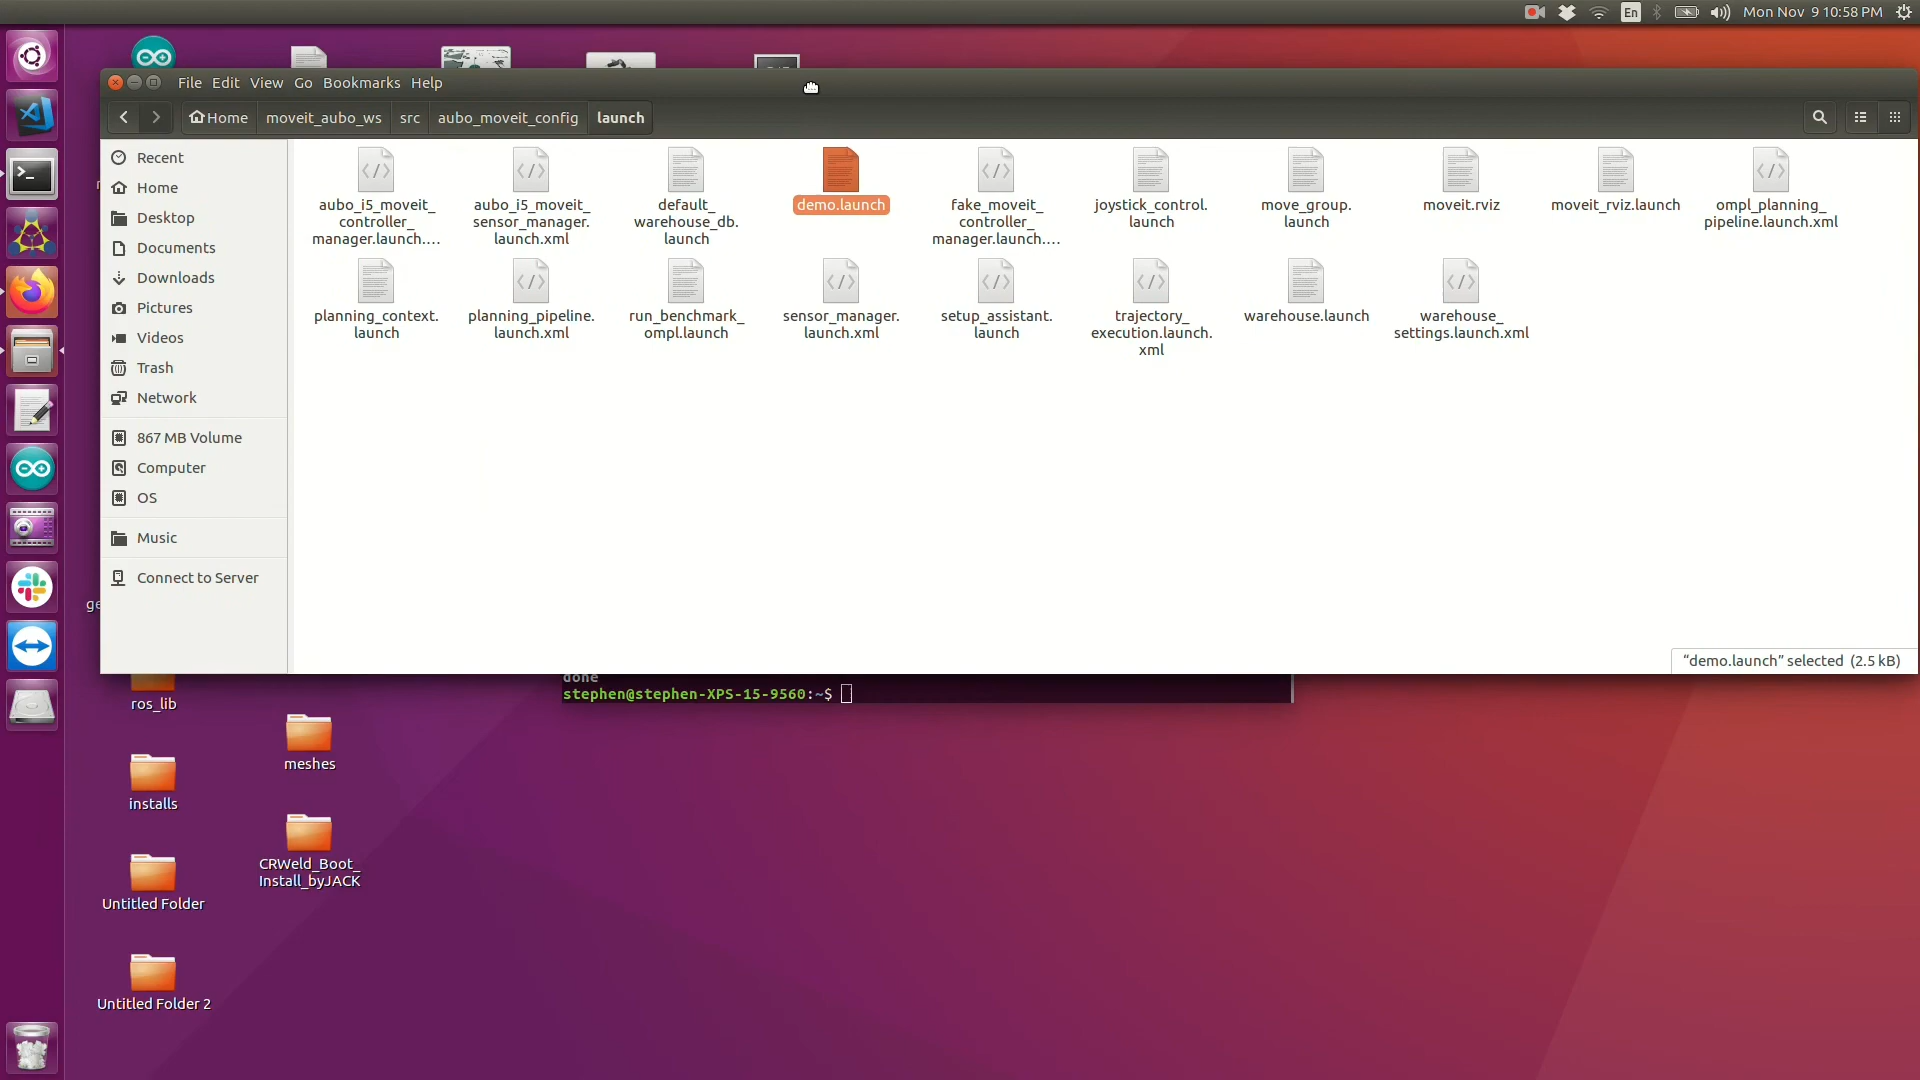 En
Mon Nov 9 10:58 PM
File Edit View Go Bookmarks Help
Home moveit_aubo_ws src aubo_moveit_config launch
Recent
Home
Desktop
Documents
Downloads
Pictures
Videos
Trash
Network
867 MB Volume
Computer
OS
Music
Connect to Server
aubo_i5_moveit_
controller_
manager.launch....
aubo_i5_moveit_
sensor_manager.
launch.xml
default_
warehouse_db.
launch
demo.launch
fake_moveit_
controller_
manager.launch....
joystick_control.
launch
move_group.
launch
moveit.rviz
moveit_rviz.launch
ompl_planning_
pipeline.launch.xml
planning_context.
launch
planning_pipeline.
launch.xml
run_benchmark_
ompl.launch
sensor_manager.
launch.xml
setup_assistant.
launch
trajectory_
execution.launch.
xml
warehouse.launch
warehouse_
settings.launch.xml
“demo.launch” selected (2.5 kB)
done
stephen@stephen-XPS-15-9560:~$
ge
ros_lib
meshes
installs
CRWeld_Boot_
Install_byJACK
Untitled Folder
Untitled Folder 2